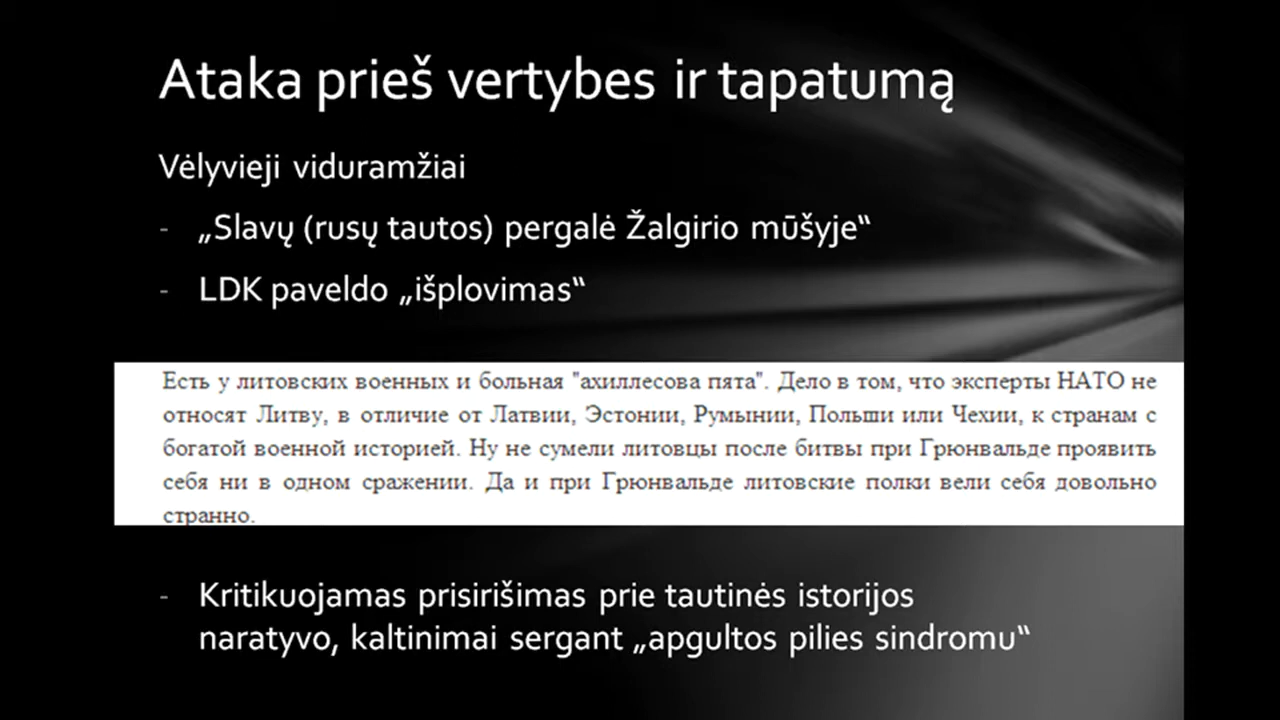 Ataka prieš vertybes ir tapatumą
Vėlyvieji viduramžiai
- „Slavų (rusų tautos) pergalė Žalgirio mūšyje“
- LDK paveldo „išplovimas“
Есть у литовских военных и больная "ахиллесова пята". Дело в том, что эксперты НАТО не
относят Литву, в отличие от Латвии, Эстонии, Румынии, Польши или Чехии, к странам с
богатой военной историей. Ну не сумели литовцы после битвы при Грюнвальде проявить
себя ни в одном сражении. Да и при Грюнвальде литовские полки вели себя довольно
странно.
- Kritikuojamas prisirišimas prie tautinės istorijos
naratyvo, kaltinimai sergant „apgultos pilies sindromu“